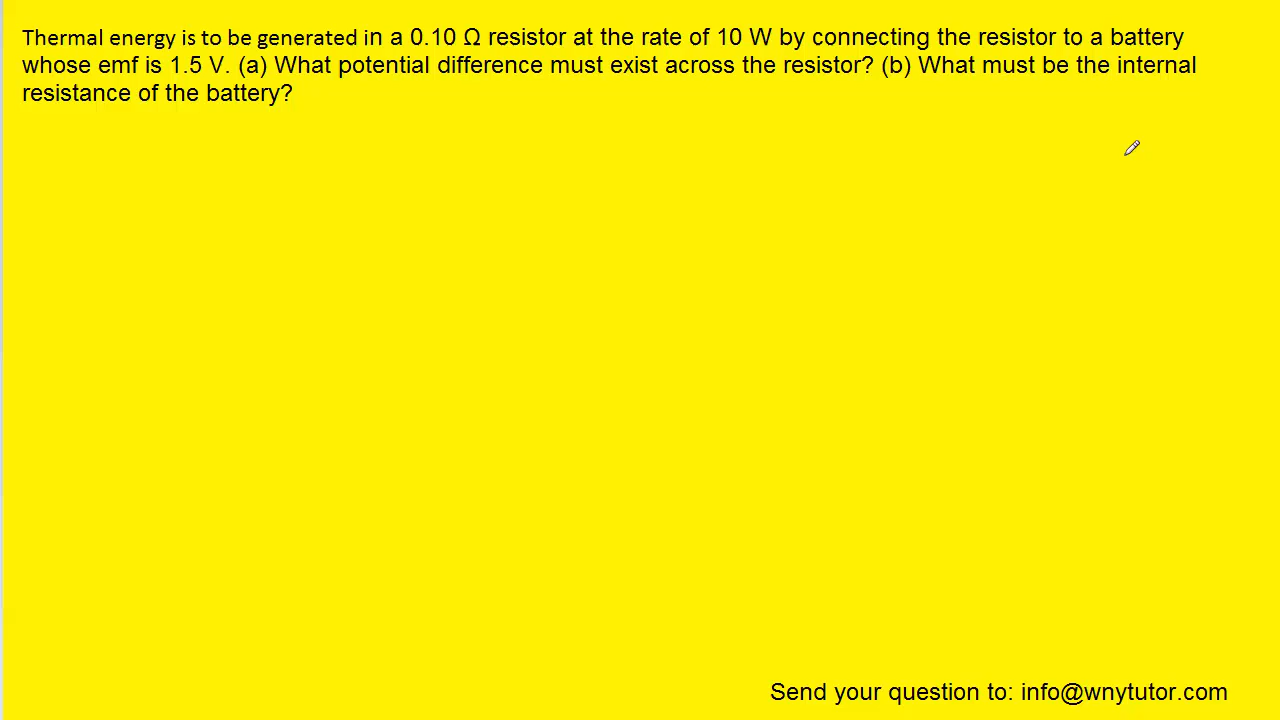 Thermal energy is to be generated in a 0.10 Ω resistor at the rate of 10 W by connecting the resistor to a battery
whose emf is 1.5 V. (a) What potential difference must exist across the resistor? (b) What must be the internal
resistance of the battery?
Send your question to: info@wnytutor.com